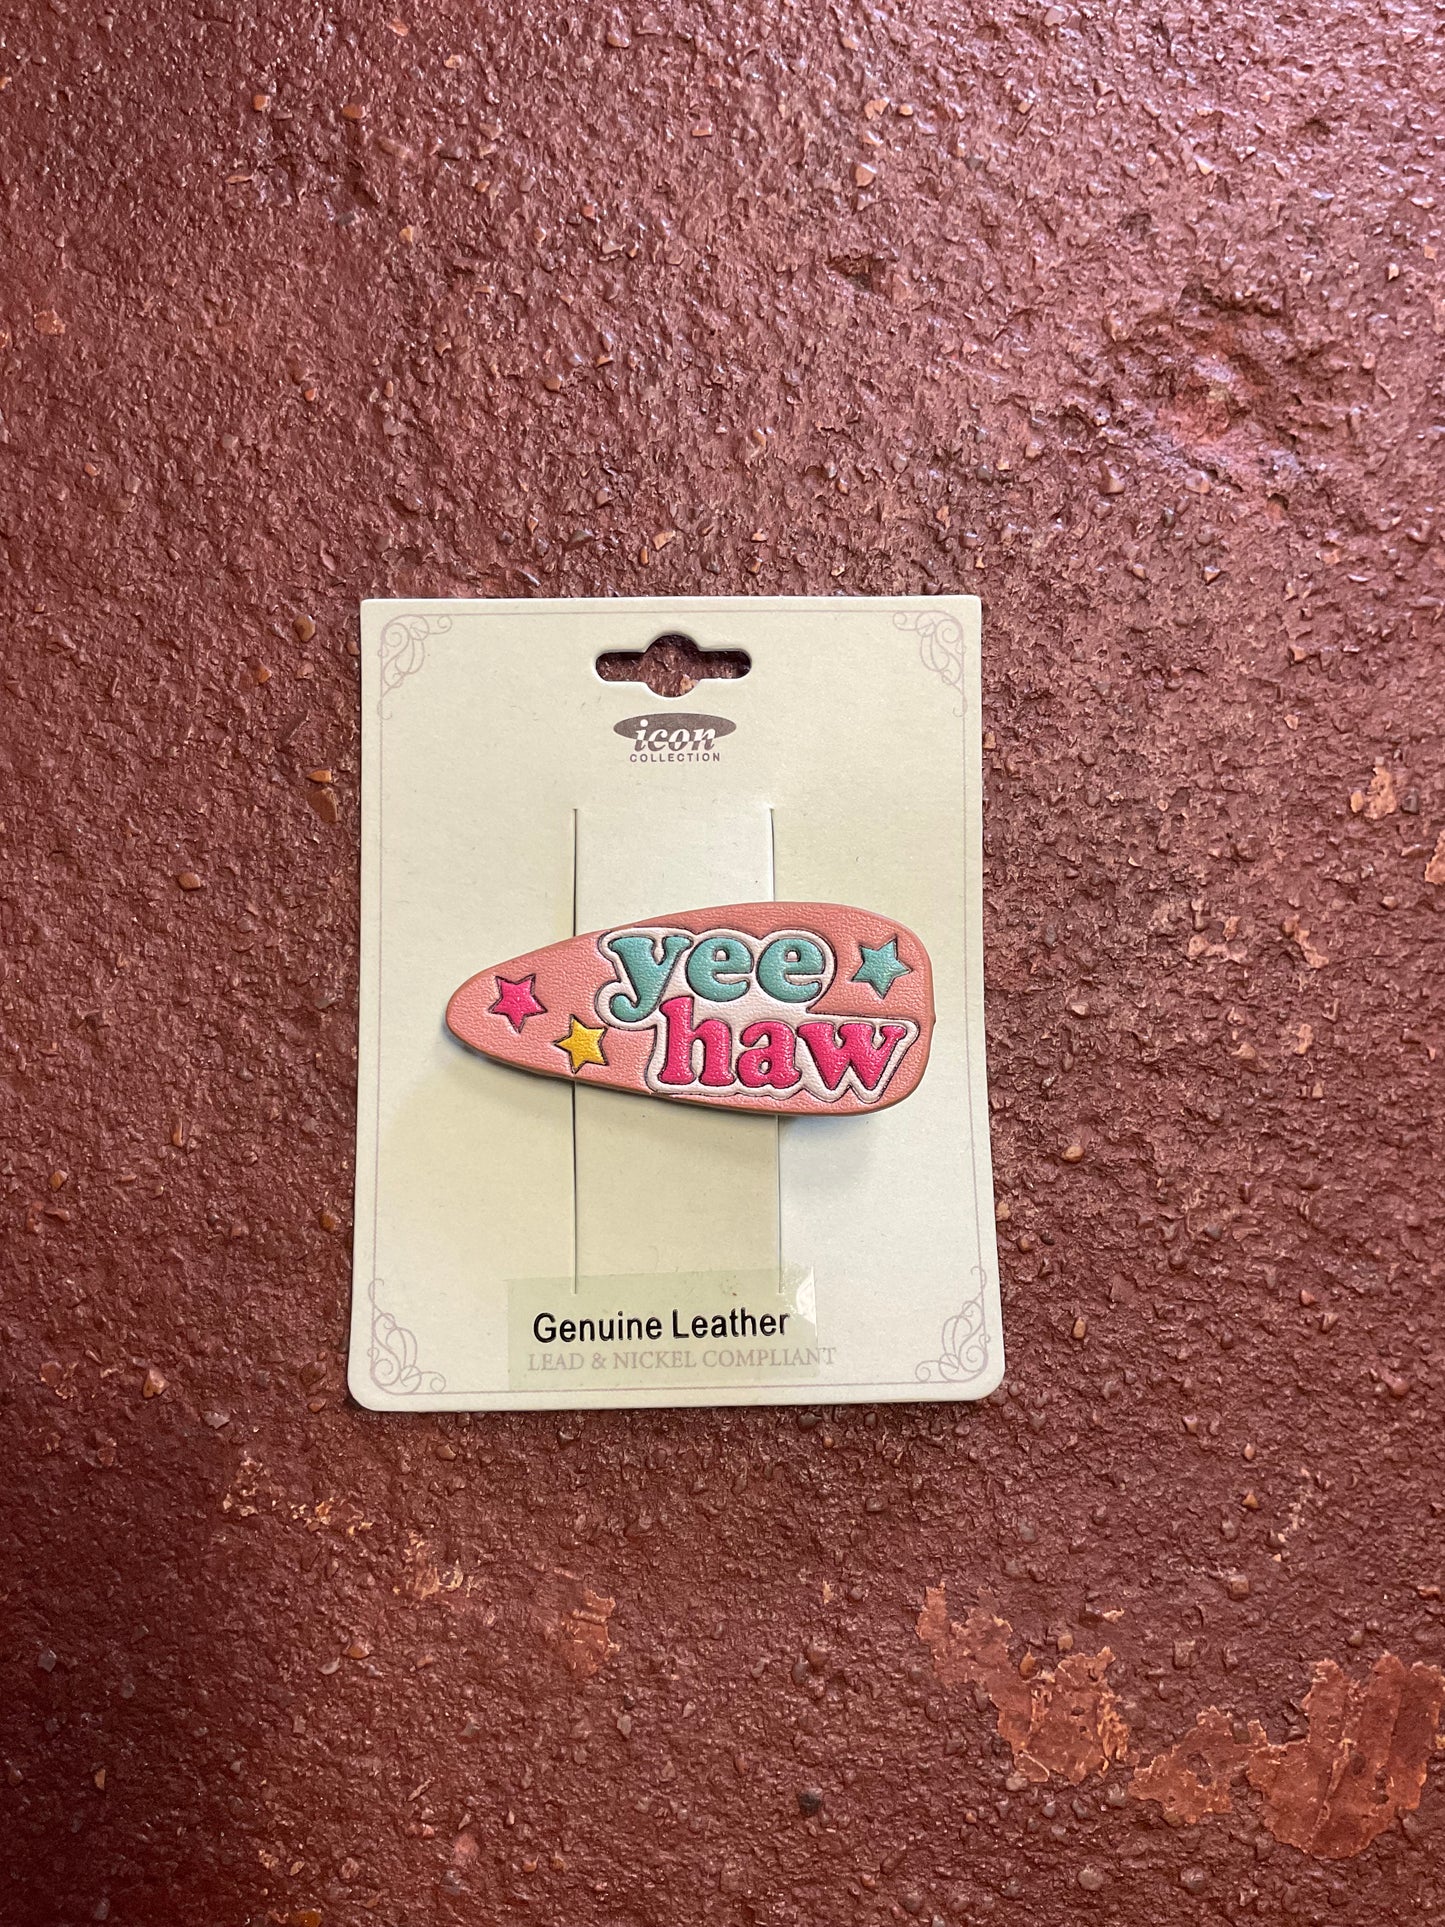 icon
COLLECTION
yee
haw
Genuine Leather
LEAD & NICKEL COMPLIANT